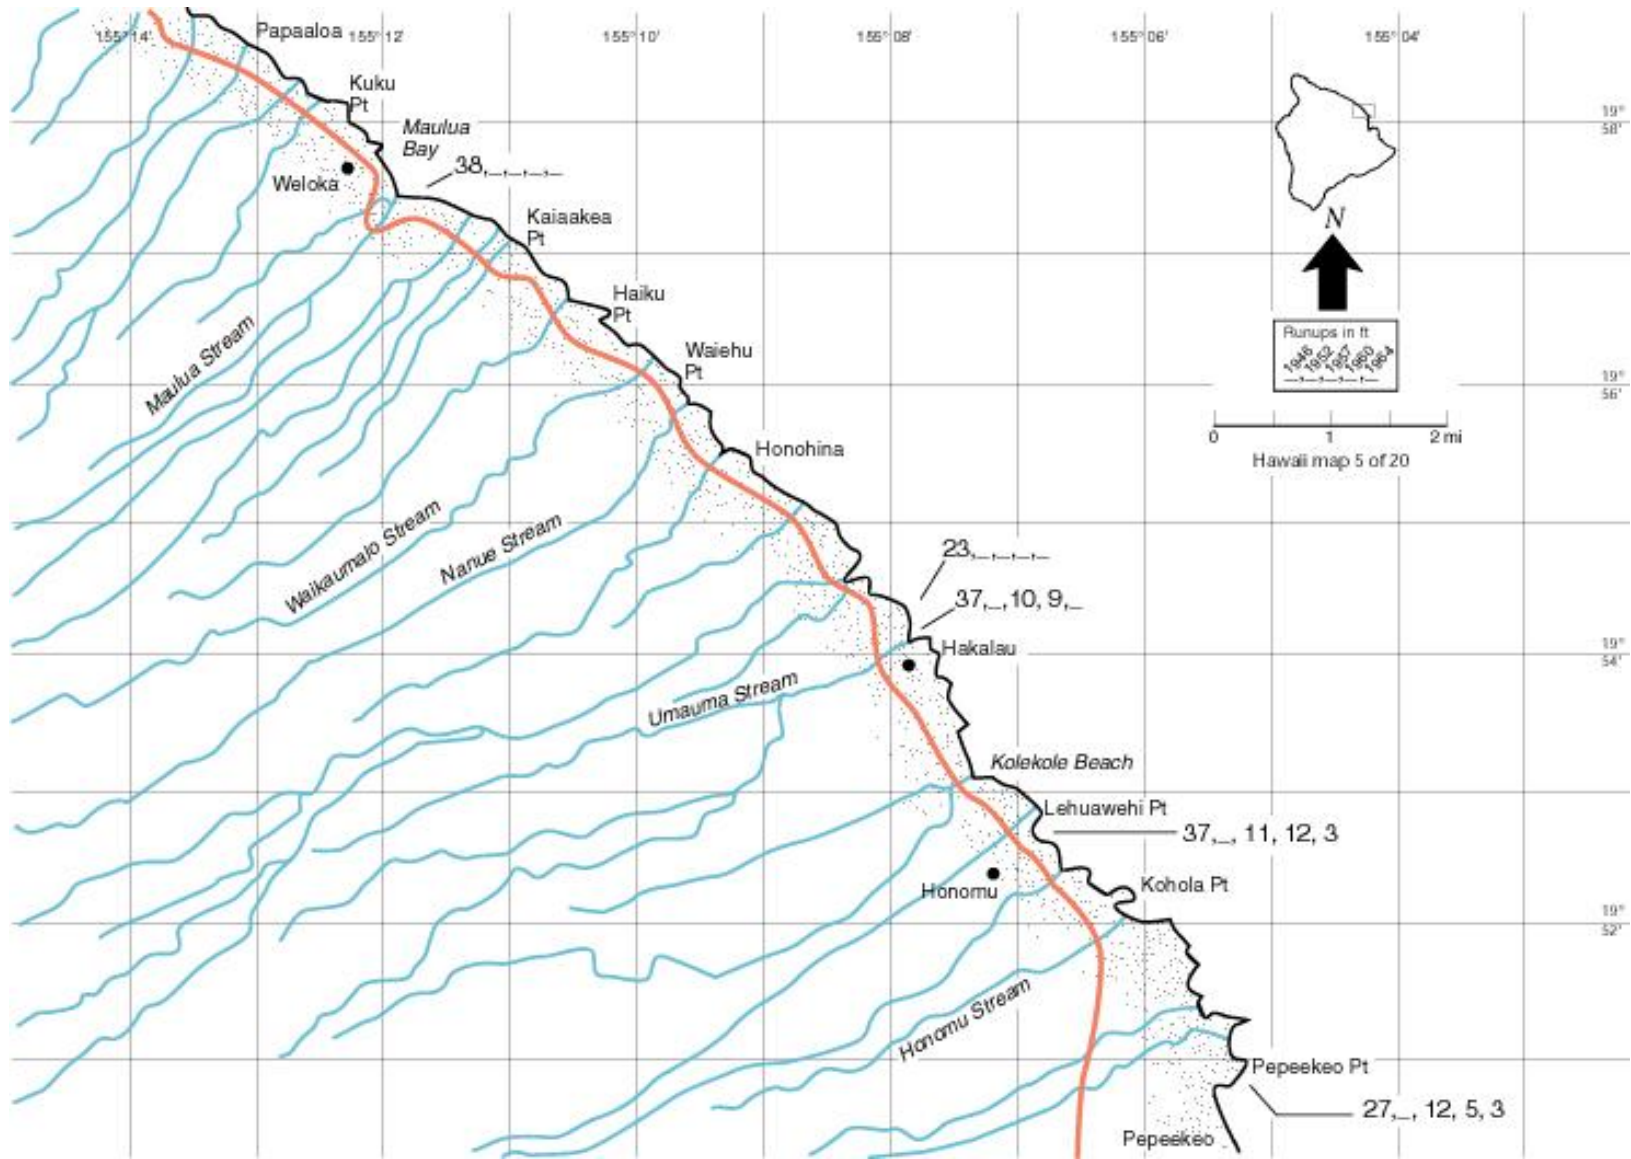 155°14'
Papaaloa
155°12'
155°10'
155°08'
155°06'
155°04'
Kuku
Pt
Maulua
Bay
19°
58'
38,_,_,_,_
Weloka
Kaiaakea
Pt
N
Haiku
Pt
Runups in ft
1946
1952
1957
1960
1964
_,_,_,_,_
Maulua Stream
Waiehu
Pt
19°
56'
0
1
2 mi
Hawaii map 5 of 20
Honohina
Waikaumalo Stream
Nanue Stream
23,_,_,_,_
37,_,10, 9,_
Hakalau
19°
54'
Umauma Stream
Kolekole Beach
Lehuawehi Pt
37,_, 11, 12, 3
Honomu
Kohola Pt
19°
52'
Honomu Stream
Pepeekeo Pt
27,_, 12, 5, 3
Pepeekeo